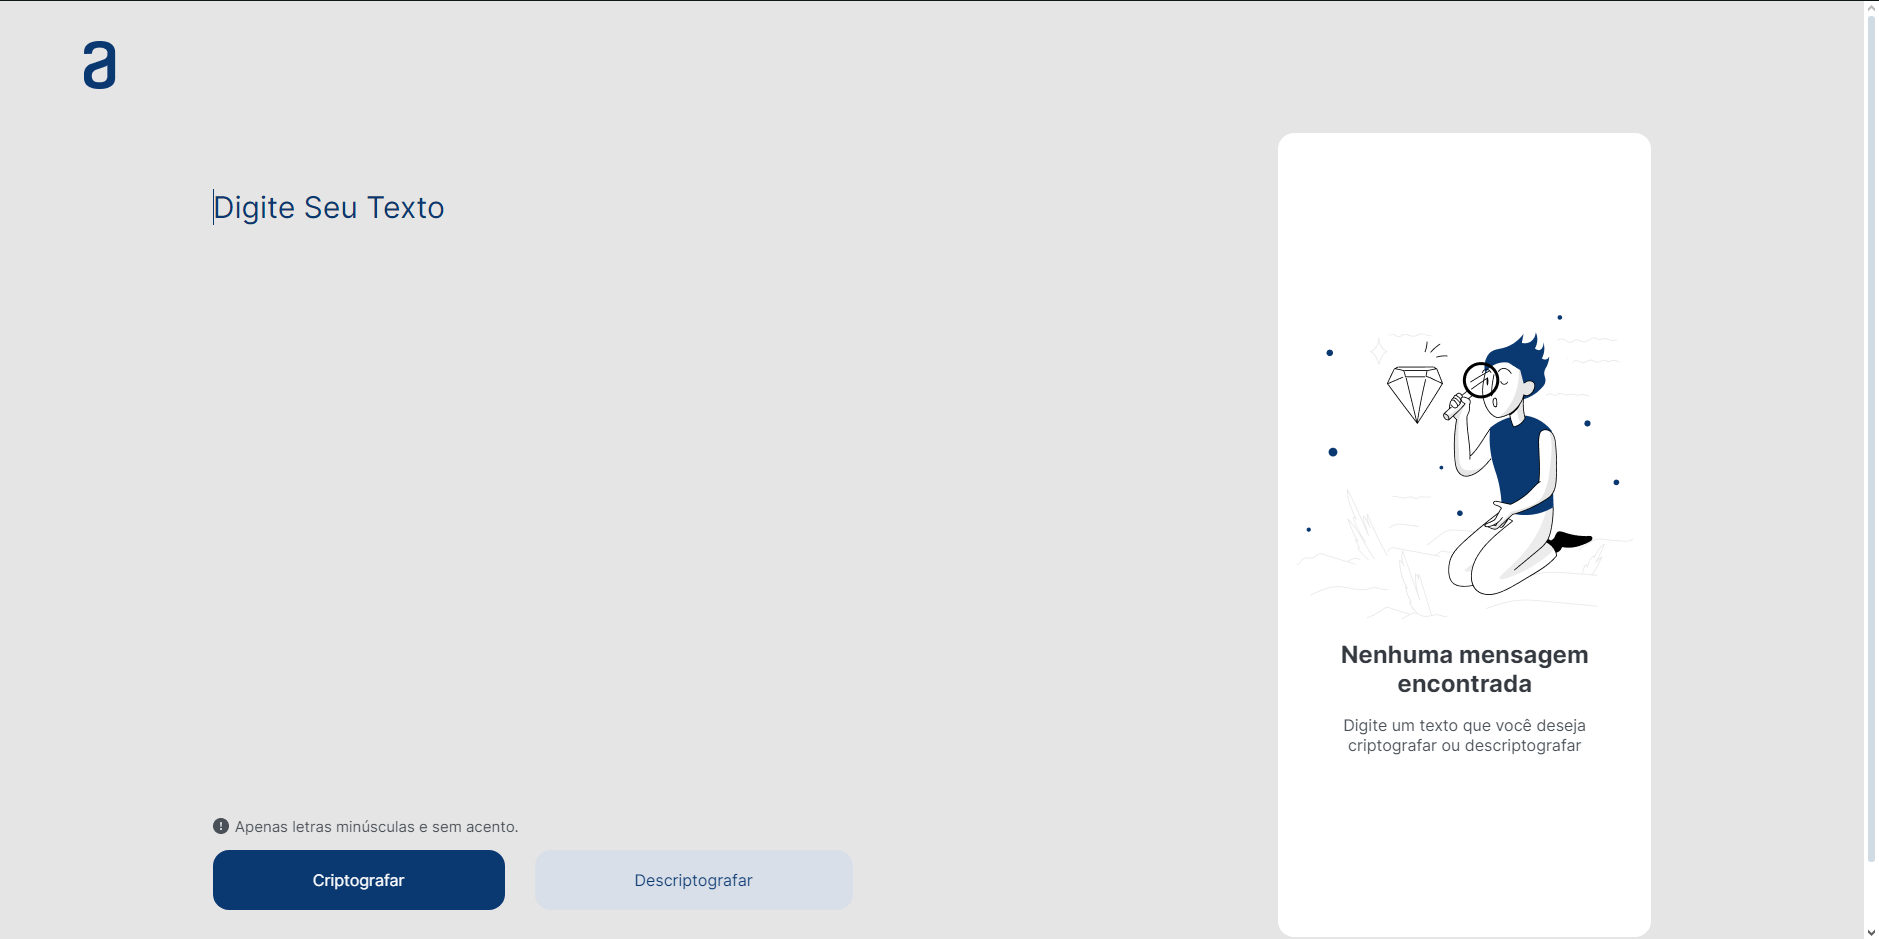 a
Digite Seu Texto
Nenhuma mensagem
encontrada
Digite um texto que você deseja
criptografar ou descriptografar
! Apenas letras minúsculas e sem acento.
Criptografar
Descriptografar